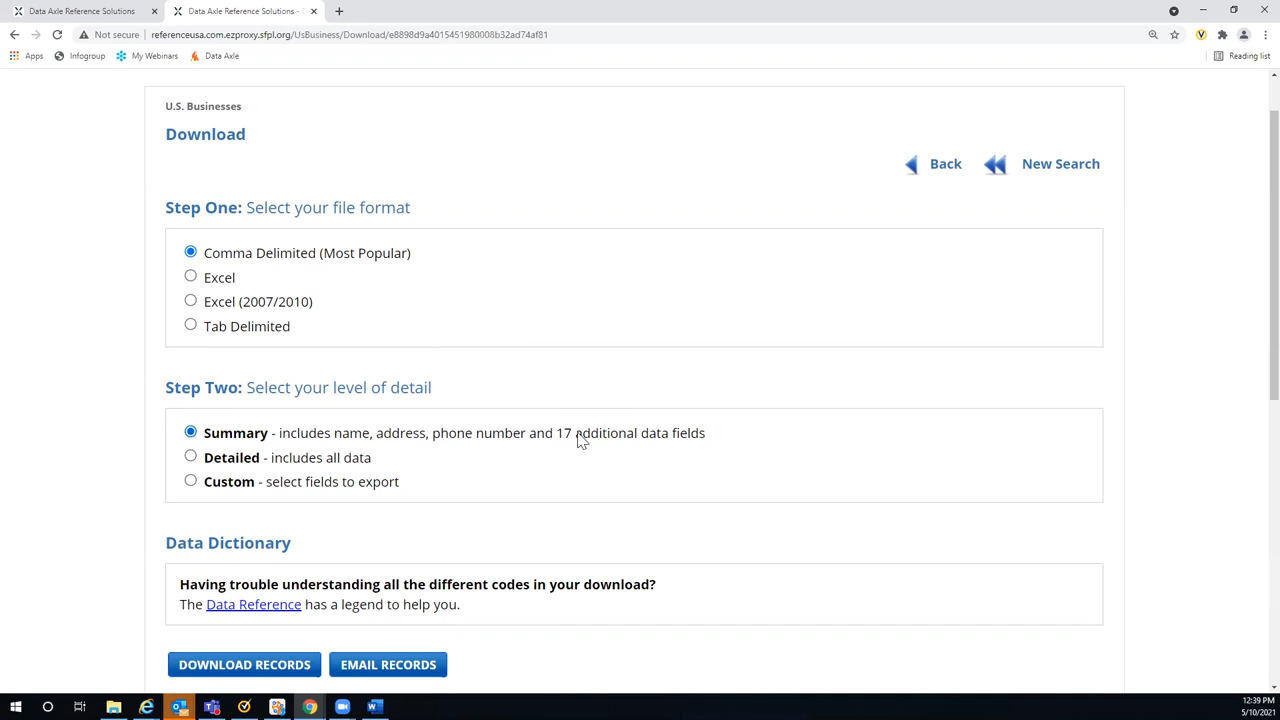 Data Axle Reference Solutions
Data Axle Reference Solutions -
Not secure
referenceusa.com.ezproxy.sfpl.org/UsBusiness/Download/e8898d9a4015451980008b32ad74af81
Apps
Infogroup
My Webinars
Data Axle
Reading list
U.S. Businesses
Download
Back
New Search
Step One: Select your file format
Comma Delimited (Most Popular)
Excel
Excel (2007/2010)
Tab Delimited
Step Two: Select your level of detail
Summary - includes name, address, phone number and 17 additional data fields
Detailed - includes all data
Custom - select fields to export
Data Dictionary
Having trouble understanding all the different codes in your download?
The Data Reference has a legend to help you.
DOWNLOAD RECORDS
EMAIL RECORDS
12:39 PM
5/10/2021